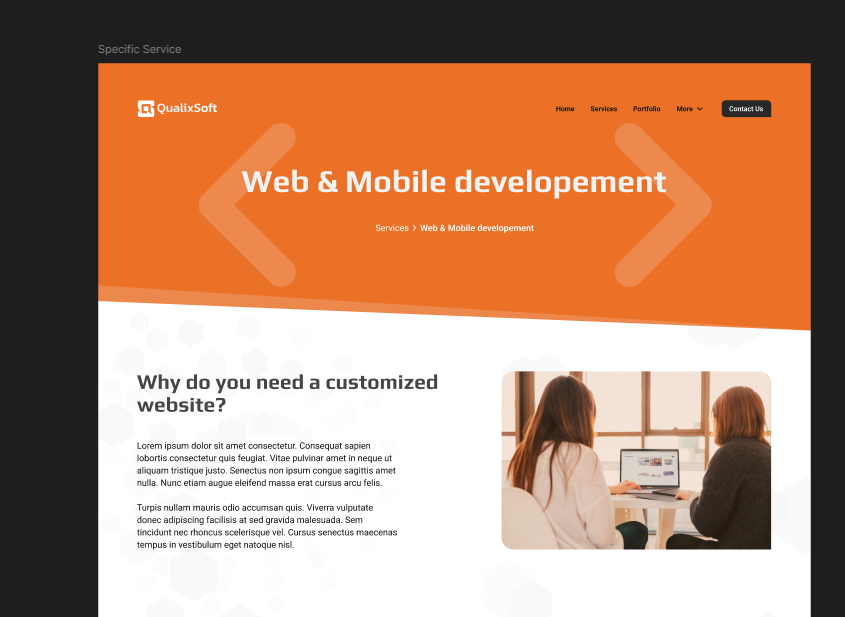 Specific Service
QualixSoft
Home Services Portfolio More Contact Us
Web & Mobile developement
Services > Web & Mobile developement
Why do you need a customized
website?
Lorem ipsum dolor sit amet consectetur. Consequat sapien
lobortis consectetur quis feugiat. Vitae pulvinar amet in neque ut
aliquam tristique justo. Senectus non ipsum congue sagittis amet
nulla. Nunc etiam augue eleifend massa erat cursus arcu felis.
Turpis nullam mauris odio accumsan quis. Viverra vulputate
donec adipiscing facilisis at sed gravida malesuada. Sem
tincidunt nec rhoncus scelerisque vel. Cursus senectus maecenas
tempus in vestibulum eget natoque nisl.